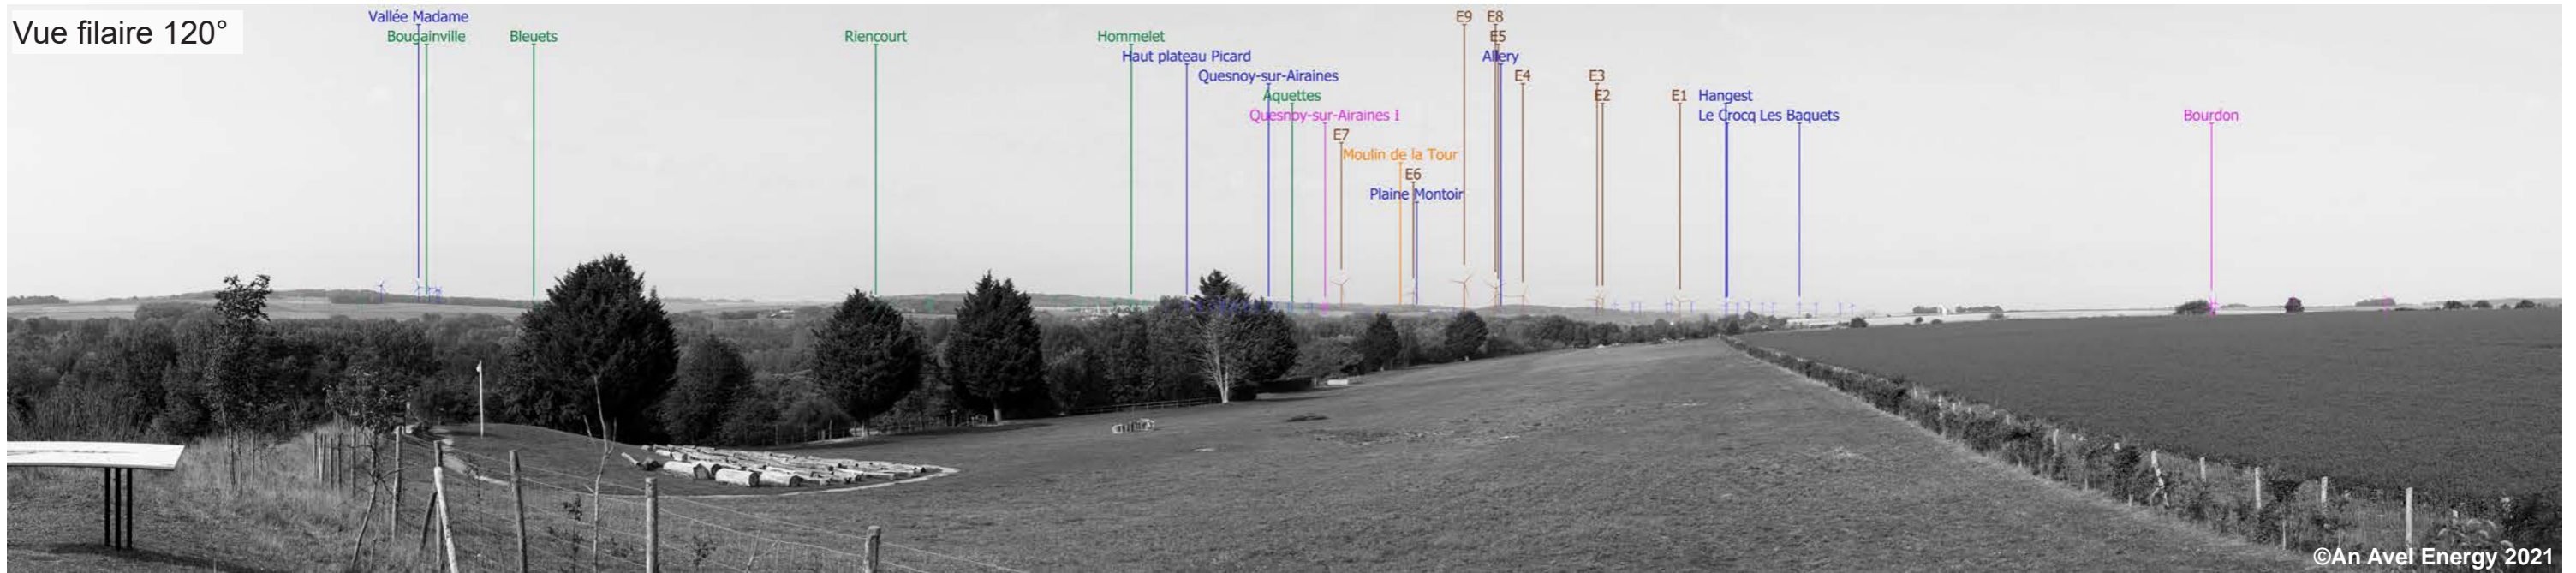 Vue filaire 120°
Vallée Madame
Bougainville
Bleuets
Riencourt
Hommelet
Haut plateau Picard
Quesnoy-sur-Airaines
Aquettes
Quesnoy-sur-Airaines I
E7
Moulin de la Tour
E6
Plaine Montoir
E9
E8
E5
Allery
E4
E3
E2
E1
Hangest
Le Crocq Les Baquets
Bourdon
©An Avel Energy 2021